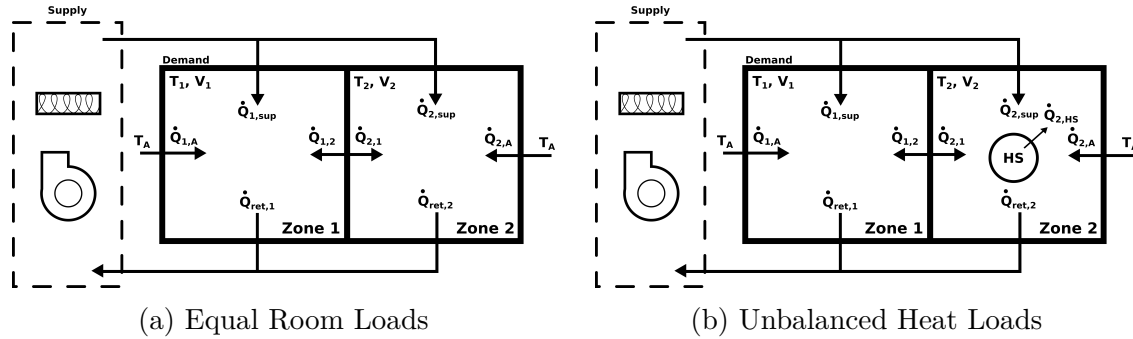 Supply
Demand
T₁, V₁
T₂, V₂
Q̇₁,sup
Q̇₂,sup
T_A
Q̇₁,A
Q̇₁,₂
Q̇₂,₁
Q̇₂,A
T_A
Q̇ret,1
Q̇ret,2
Zone 1
Zone 2
(a) Equal Room Loads
Supply
Demand
T₁, V₁
T₂, V₂
Q̇₁,sup
Q̇₂,sup
Q̇₂,HS
T_A
Q̇₁,A
Q̇₁,₂
Q̇₂,₁
HS
Q̇₂,A
T_A
Q̇ret,1
Q̇ret,2
Zone 1
Zone 2
(b) Unbalanced Heat Loads